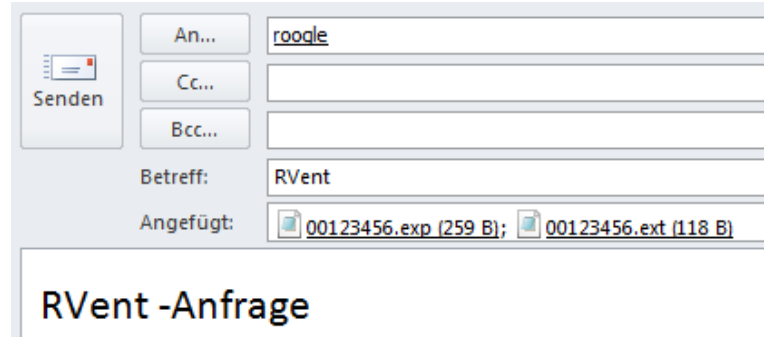 An...
roogle
Senden
Cc...
Bcc...
Betreff:
RVent
Angefügt:
00123456.exp (259 B); 00123456.ext (118 B)
RVent -Anfrage